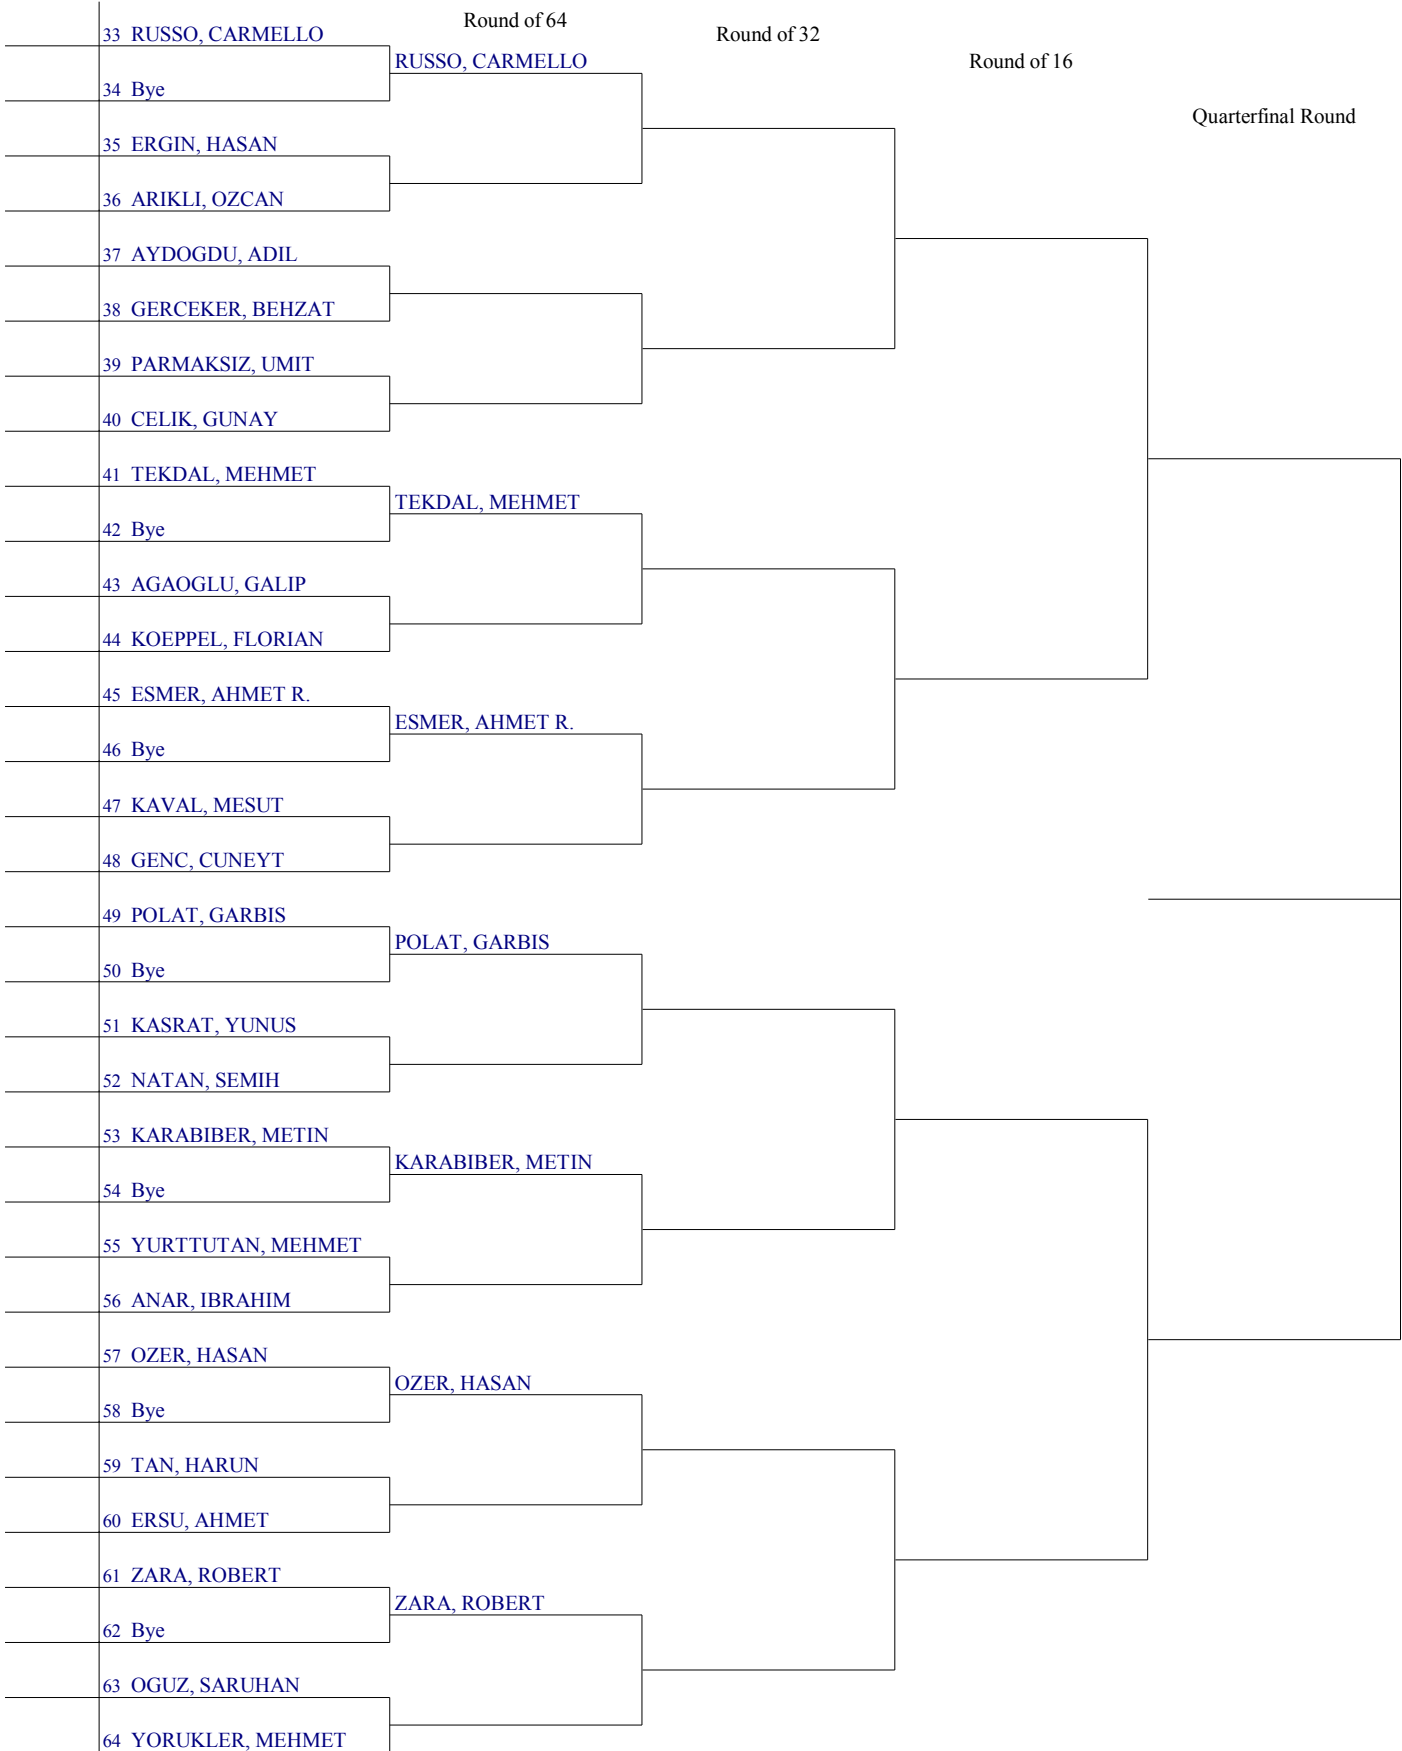 Round of 64
Round of 32
Round of 16
Quarterfinal Round
33 RUSSO, CARMELLO
RUSSO, CARMELLO
34 Bye
35 ERGIN, HASAN
36 ARIKLI, OZCAN
37 AYDOGDU, ADIL
38 GERCEKER, BEHZAT
39 PARMAKSIZ, UMIT
40 CELIK, GUNAY
41 TEKDAL, MEHMET
TEKDAL, MEHMET
42 Bye
43 AGAOGLU, GALIP
44 KOEPPEL, FLORIAN
45 ESMER, AHMET R.
ESMER, AHMET R.
46 Bye
47 KAVAL, MESUT
48 GENC, CUNEYT
49 POLAT, GARBIS
POLAT, GARBIS
50 Bye
51 KASRAT, YUNUS
52 NATAN, SEMIH
53 KARABIBER, METIN
KARABIBER, METIN
54 Bye
55 YURTTUTAN, MEHMET
56 ANAR, IBRAHIM
57 OZER, HASAN
OZER, HASAN
58 Bye
59 TAN, HARUN
60 ERSU, AHMET
61 ZARA, ROBERT
ZARA, ROBERT
62 Bye
63 OGUZ, SARUHAN
64 YORUKLER, MEHMET